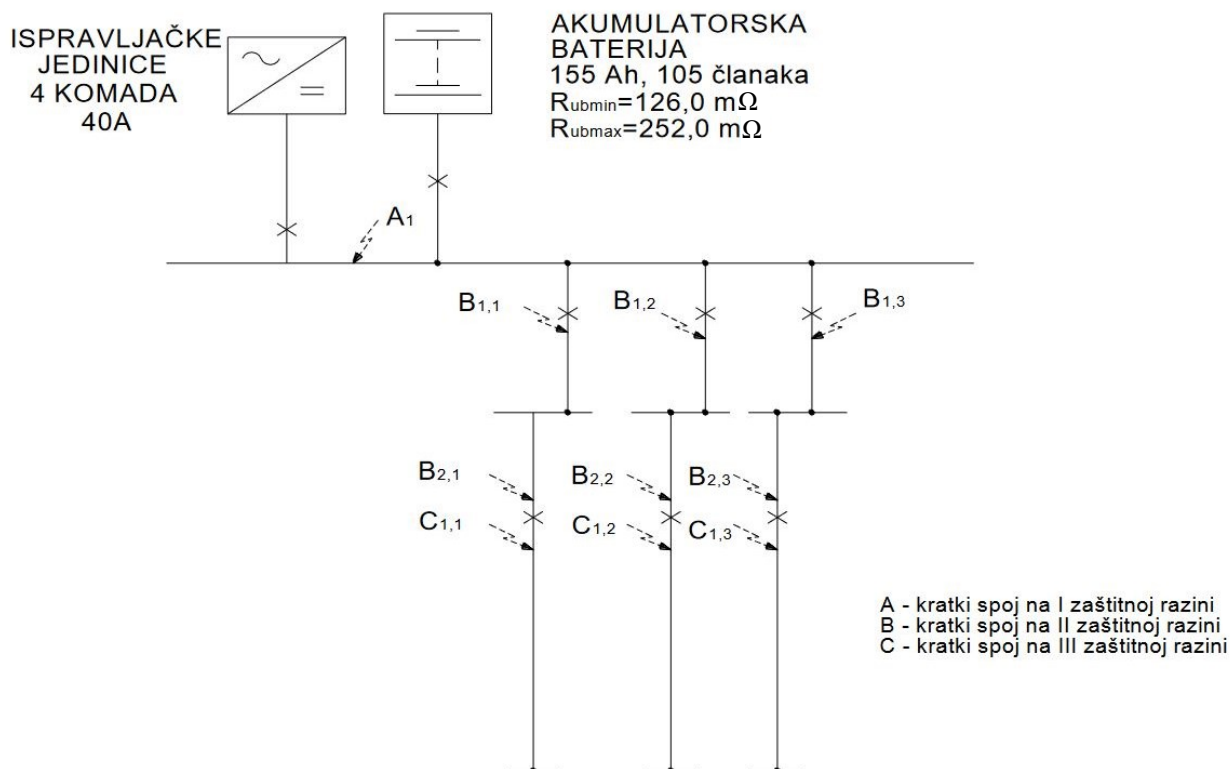 ISPRAVLJAČKE
JEDINICE
4 KOMADA
40A
AKUMULATORSKA
BATERIJA
155 Ah, 105 članaka
Rubmin=126,0 mΩ
Rubmax=252,0 mΩ
A1
B1,1
B1,2
B1,3
B2,1
B2,2
B2,3
C1,1
C1,2
C1,3
A - kratki spoj na I zaštitnoj razini
B - kratki spoj na II zaštitnoj razini
C - kratki spoj na III zaštitnoj razini